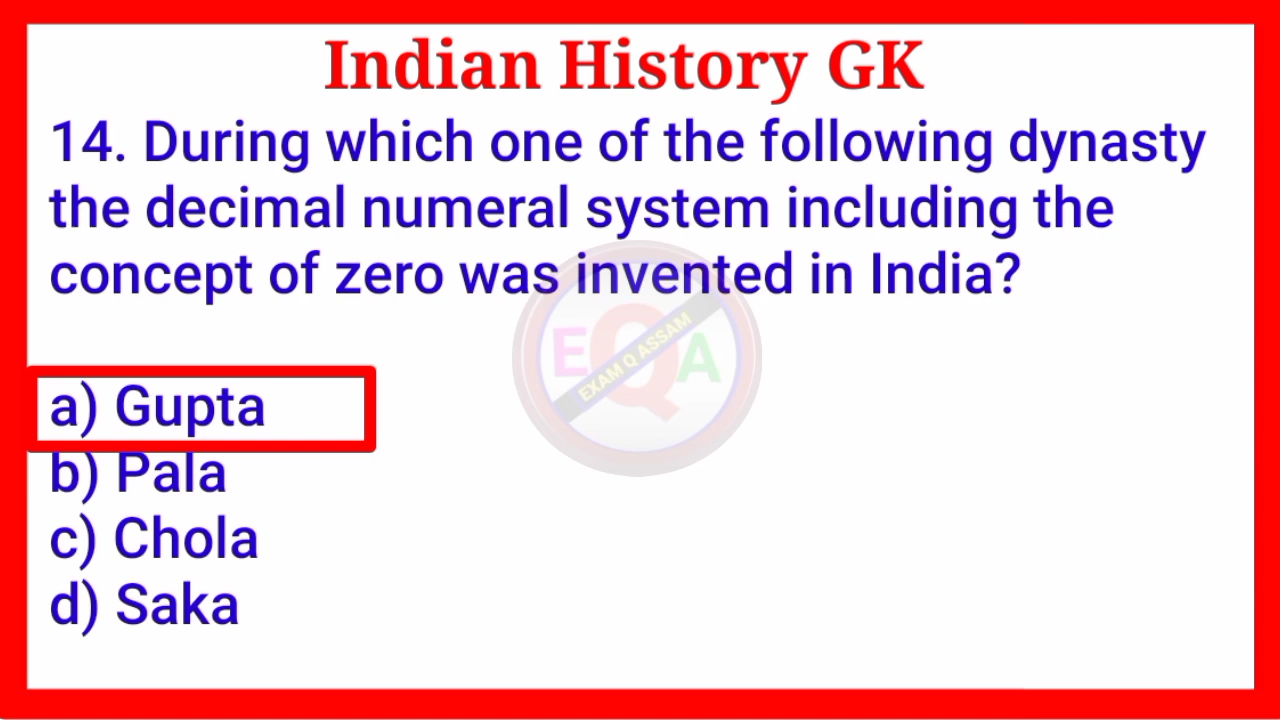 Indian History GK
14. During which one of the following dynasty
the decimal numeral system including the
concept of zero was invented in India?
E Q A
EXAM Q ASSAM
a) Gupta
b) Pala
c) Chola
d) Saka